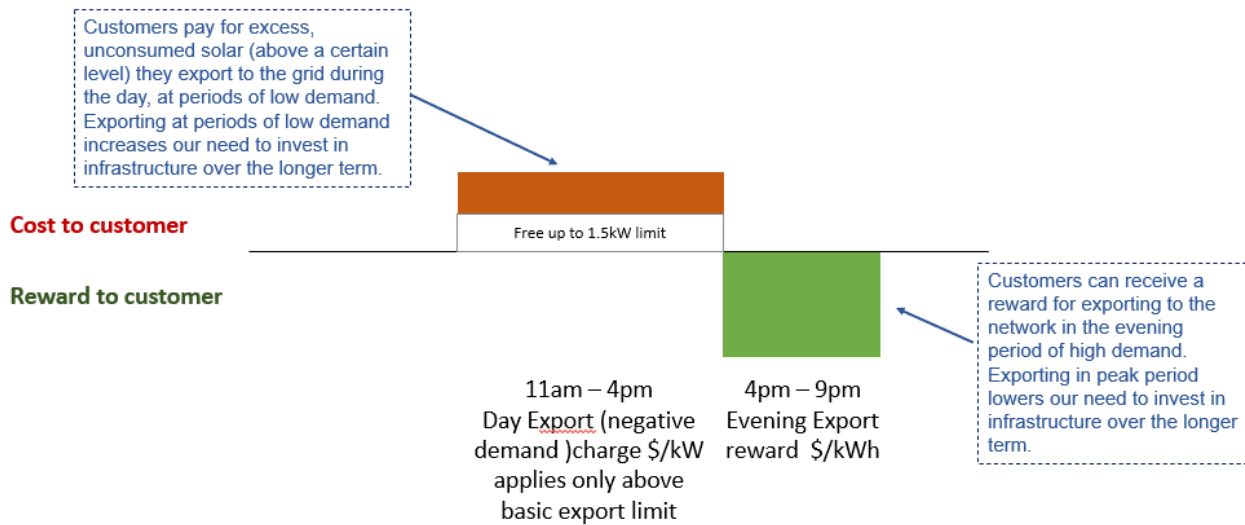 Customers pay for excess,
unconsumed solar (above a certain
level) they export to the grid during
the day, at periods of low demand.
Exporting at periods of low demand
increases our need to invest in
infrastructure over the longer term.
Cost to customer
Free up to 1.5kW limit
Reward to customer
Customers can receive a
reward for exporting to the
network in the evening
period of high demand.
Exporting in peak period
lowers our need to invest in
infrastructure over the longer
term.
11am – 4pm
Day Export (negative
demand )charge $/kW
applies only above
basic export limit
4pm – 9pm
Evening Export
reward $/kWh